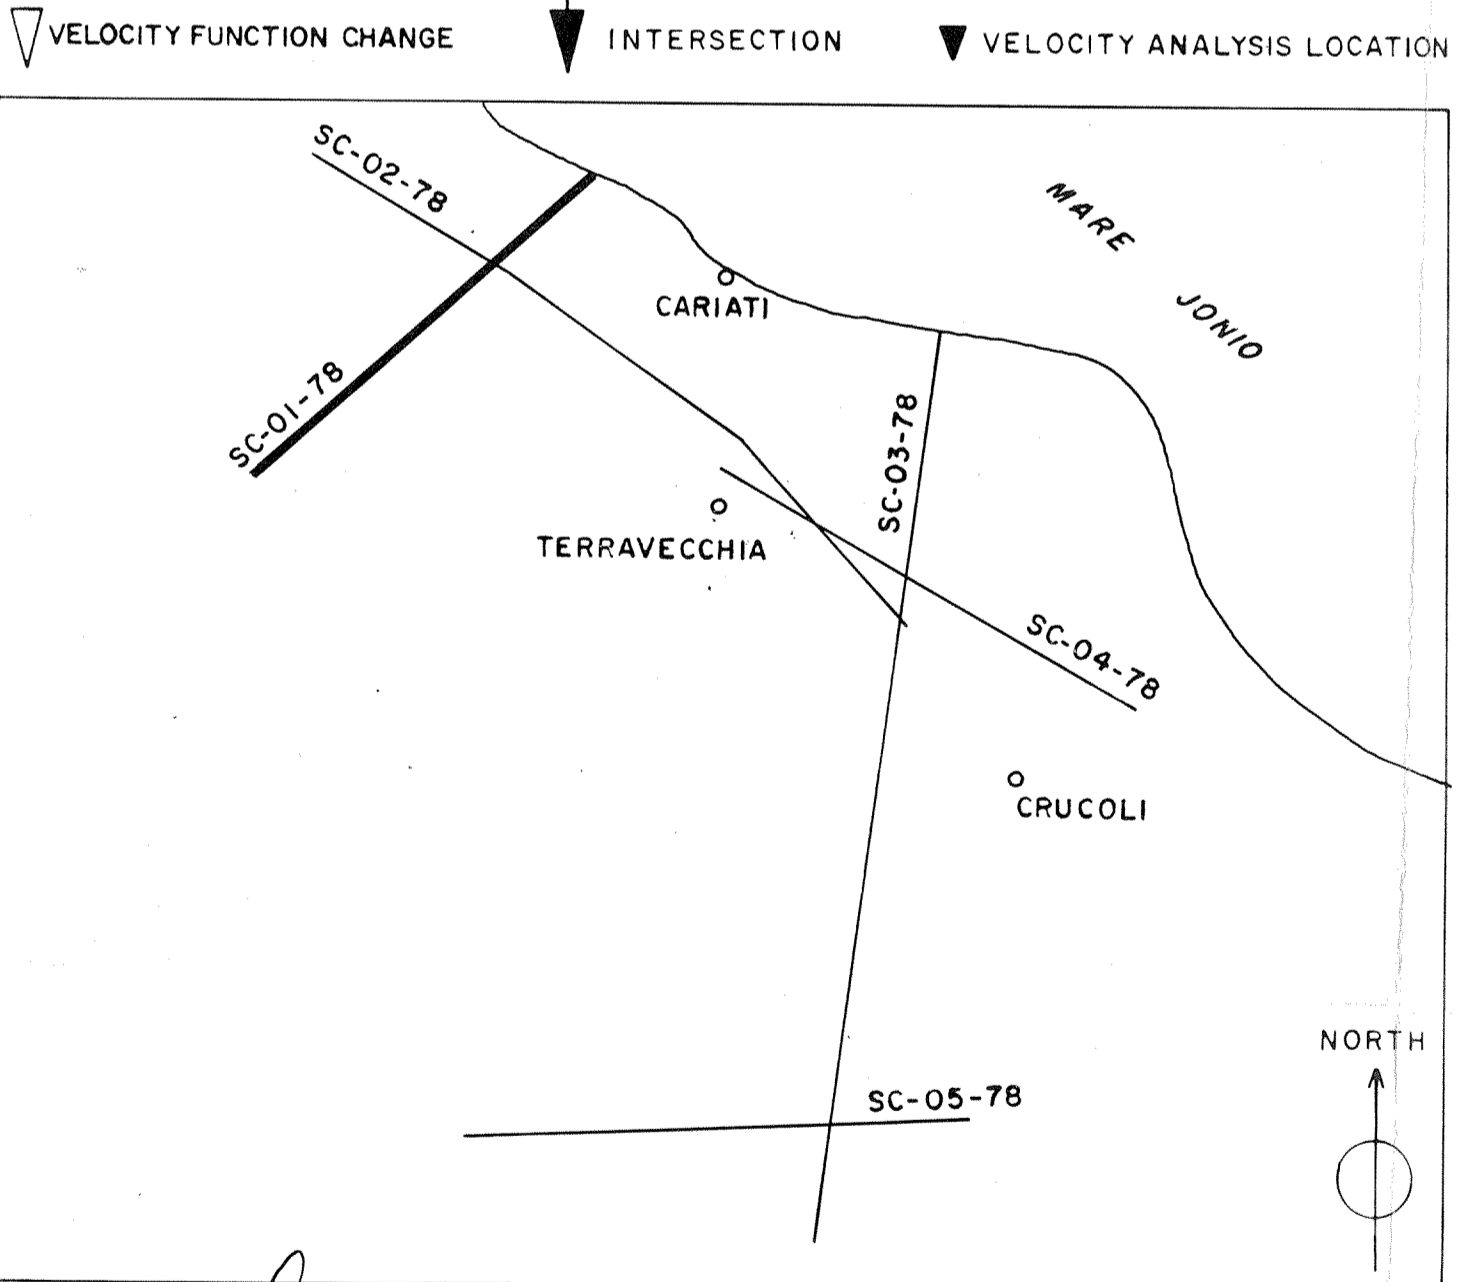 VELOCITY FUNCTION CHANGE
INTERSECTION
VELOCITY ANALYSIS LOCATION
SC-02-78
MARE
JONIO
CARIATI
SC-01-78
SC-03-78
TERRAVECCHIA
SC-04-78
CRUCOLI
NORTH
SC-05-78